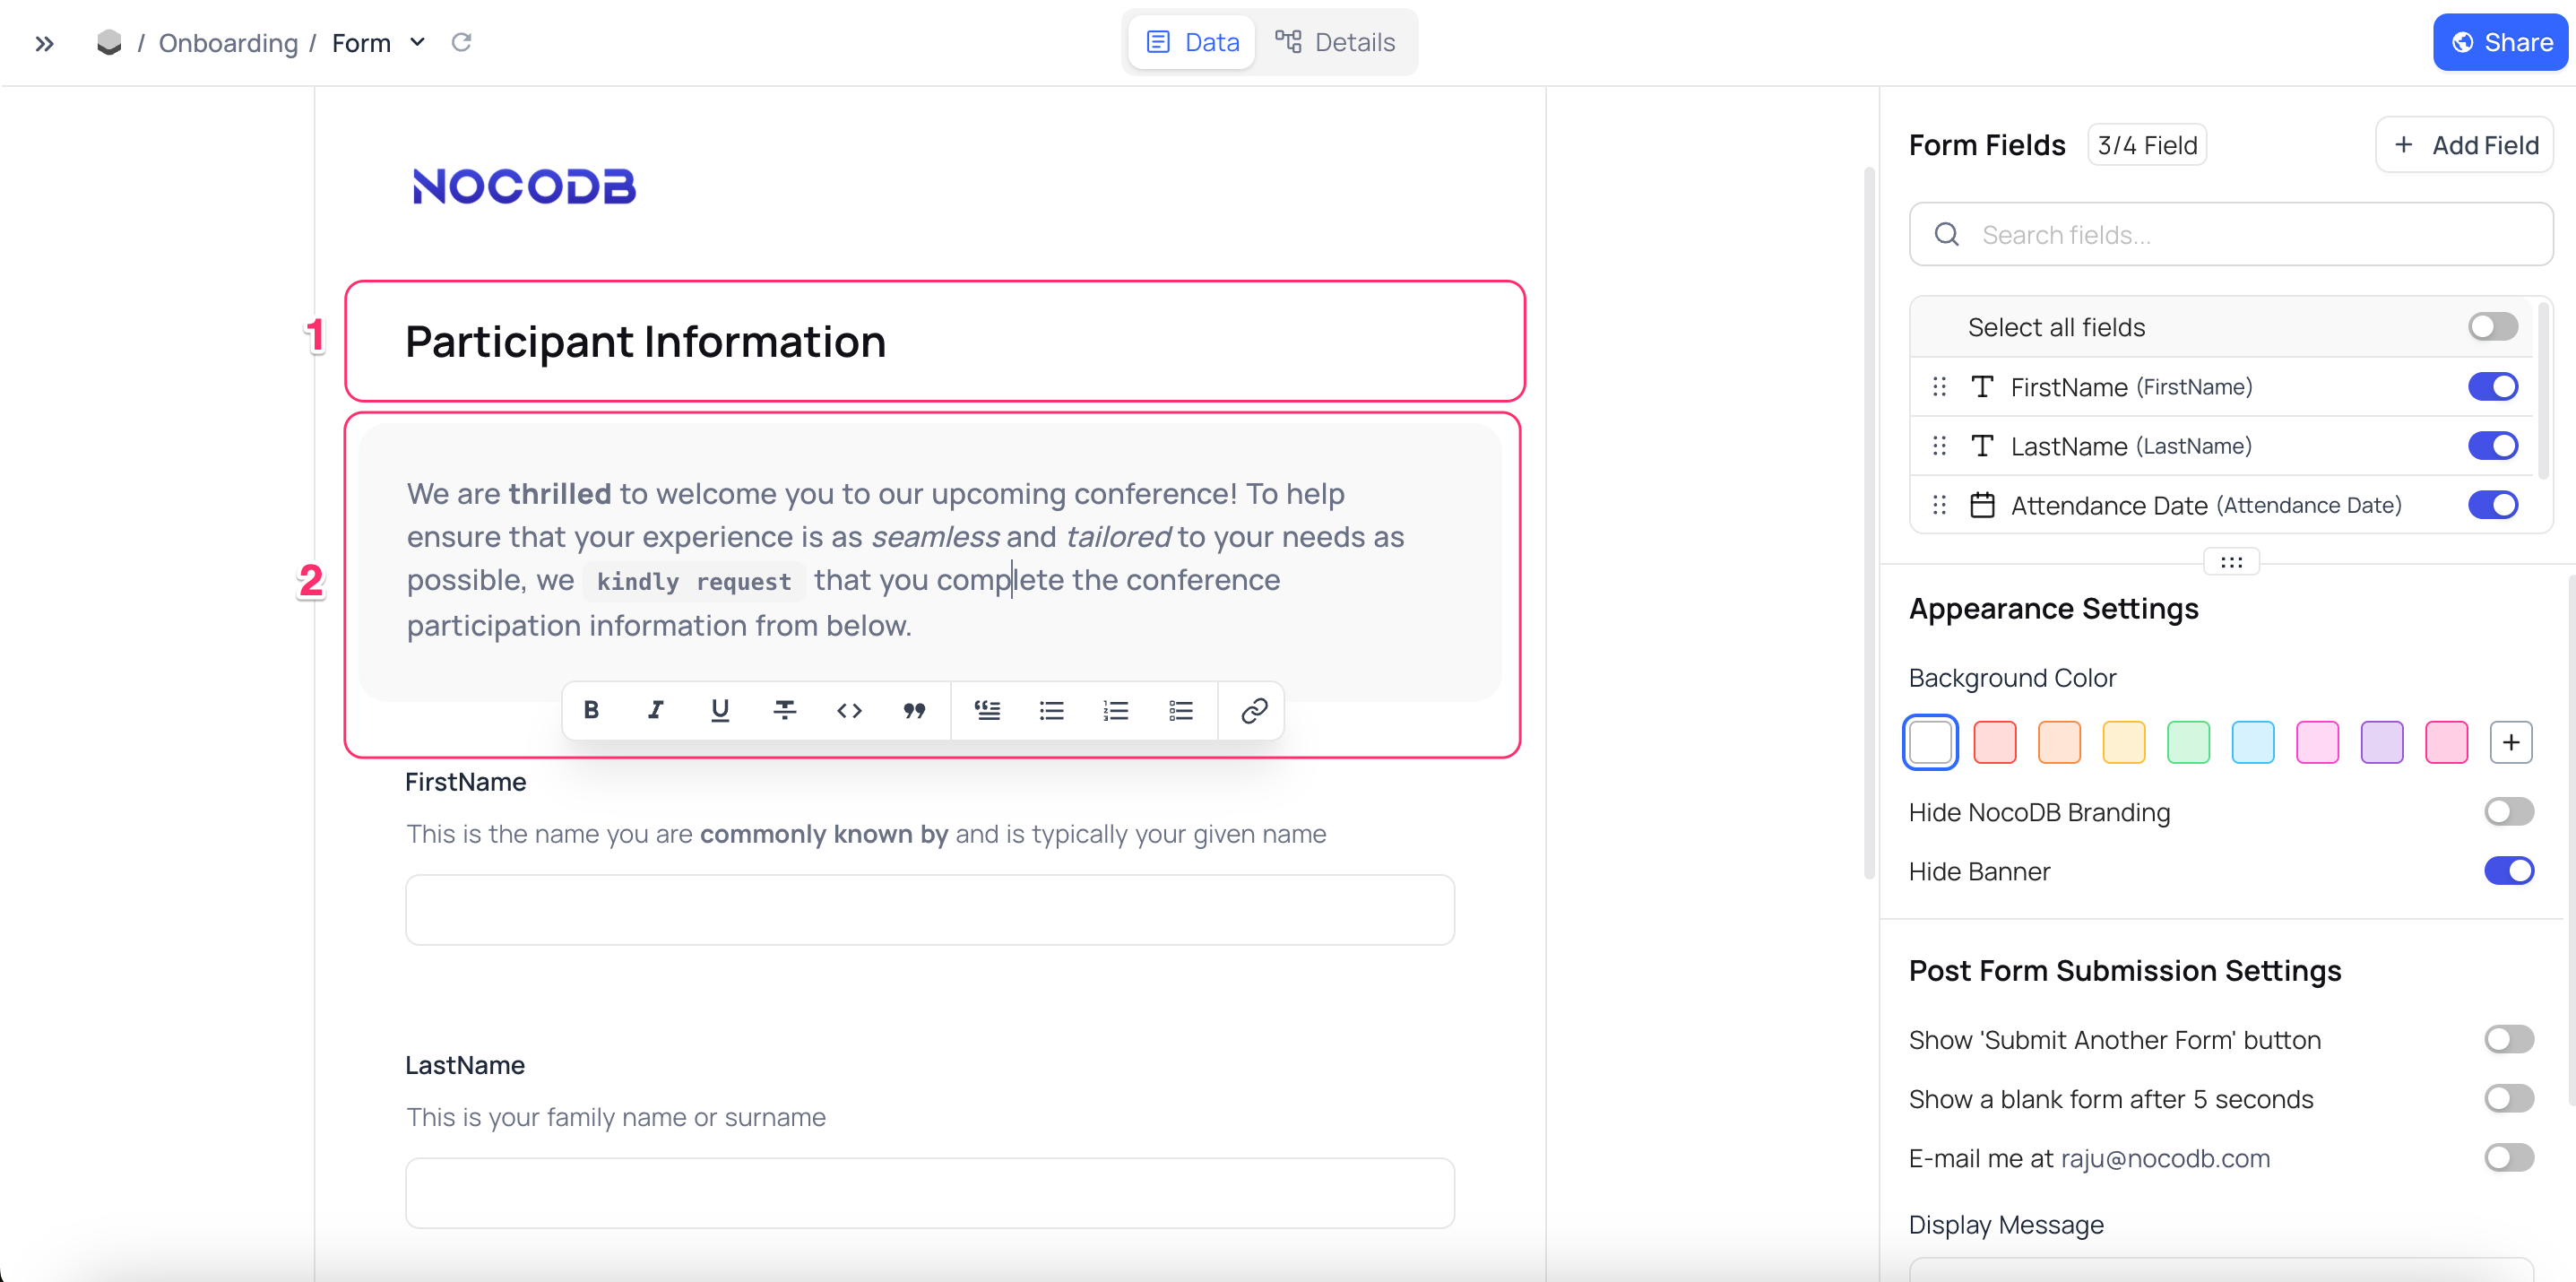 / Onboarding / Form
Data Details
Share
NOCODB
1
Participant Information
2
We are thrilled to welcome you to our upcoming conference! To help
ensure that your experience is as seamless and tailored to your needs as
possible, we kindly request that you complete the conference
participation information from below.
B I U T
FirstName
This is the name you are commonly known by and is typically your given name
LastName
This is your family name or surname
Form Fields 3/4 Field + Add Field
Search fields...
Select all fields
FirstName (FirstName)
LastName (LastName)
Attendance Date (Attendance Date)
Appearance Settings
Background Color
Hide NocoDB Branding
Hide Banner
Post Form Submission Settings
Show 'Submit Another Form' button
Show a blank form after 5 seconds
E-mail me at raju@nocodb.com
Display Message